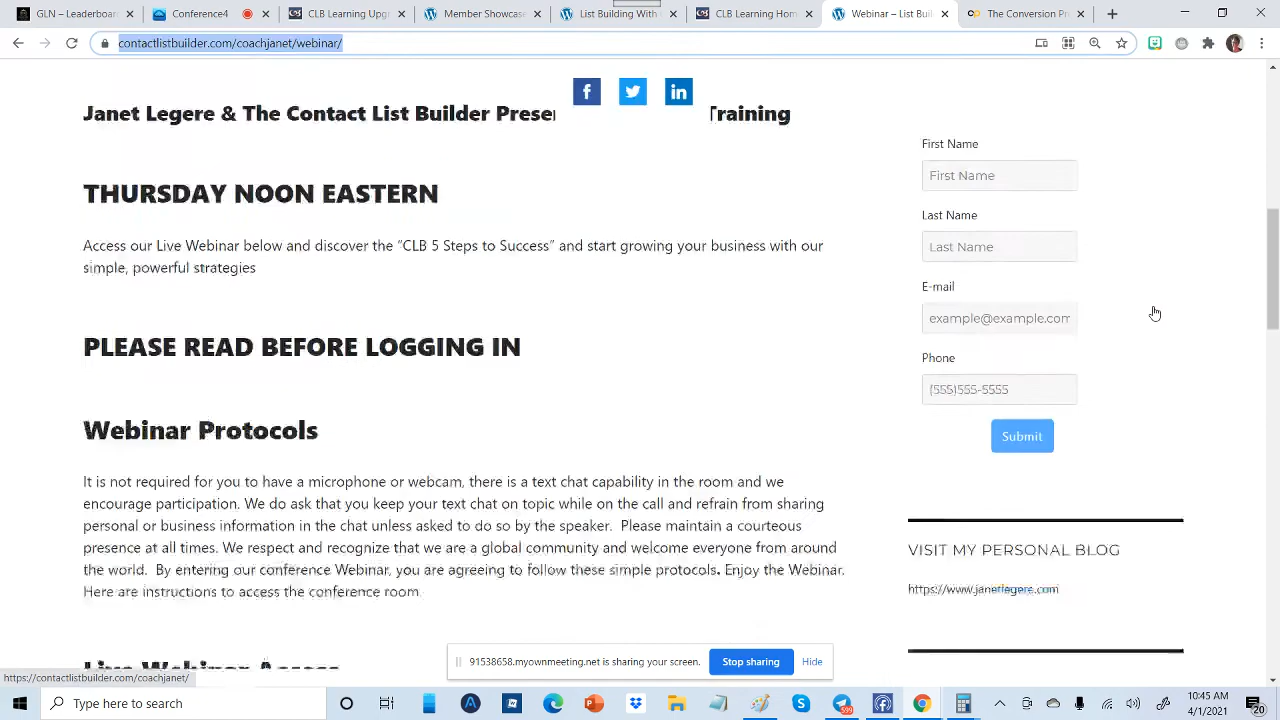 GLN – Leaderboar
Conference4
CLB Learning Upgr
Member Showcase
List Building With
CLB Learning Hom
Webinar – List Buil
The Conversion Pr
contactlistbuilder.com/coachjanet/webinar/
Janet Legere & The Contact List Builder Prese Training
THURSDAY NOON EASTERN
Access our Live Webinar below and discover the “CLB 5 Steps to Success” and start growing your business with our
simple, powerful strategies
PLEASE READ BEFORE LOGGING IN
Webinar Protocols
It is not required for you to have a microphone or webcam, there is a text chat capability in the room and we
encourage participation. We do ask that you keep your text chat on topic while on the call and refrain from sharing
personal or business information in the chat unless asked to do so by the speaker. Please maintain a courteous
presence at all times. We respect and recognize that we are a global community and welcome everyone from around
the world. By entering our conference Webinar, you are agreeing to follow these simple protocols. Enjoy the Webinar.
Here are instructions to access the conference room.
Live Webinar Access
First Name
First Name
Last Name
Last Name
E-mail
example@example.com
Phone
(555)555-5555
Submit
VISIT MY PERSONAL BLOG
https://www.janetlegere.com
91538658.myownmeeting.net is sharing your screen.
Stop sharing
Hide
https://contactlistbuilder.com/coachjanet/
Type here to search
599
10:45 AM
4/1/2021
20